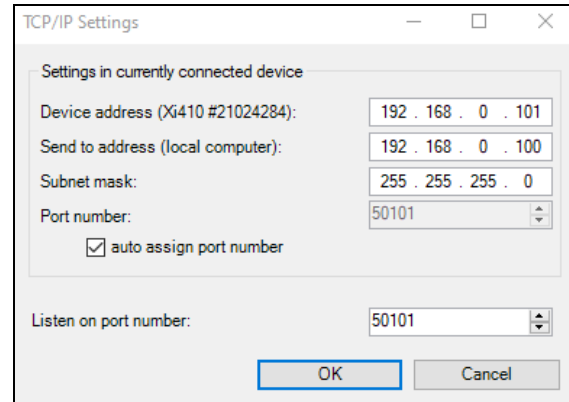 TCP/IP Settings
Settings in currently connected device
Device address (Xi410 #21024284): 192 . 168 . 0 . 101
Send to address (local computer): 192 . 168 . 0 . 100
Subnet mask: 255 . 255 . 255 . 0
Port number: 50101
auto assign port number
Listen on port number: 50101
OK Cancel